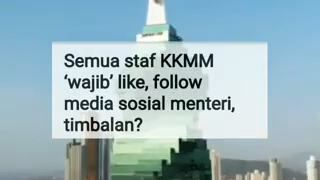 Semua staf KKMM
‘wajib’ like, follow
media sosial menteri,
timbalan?